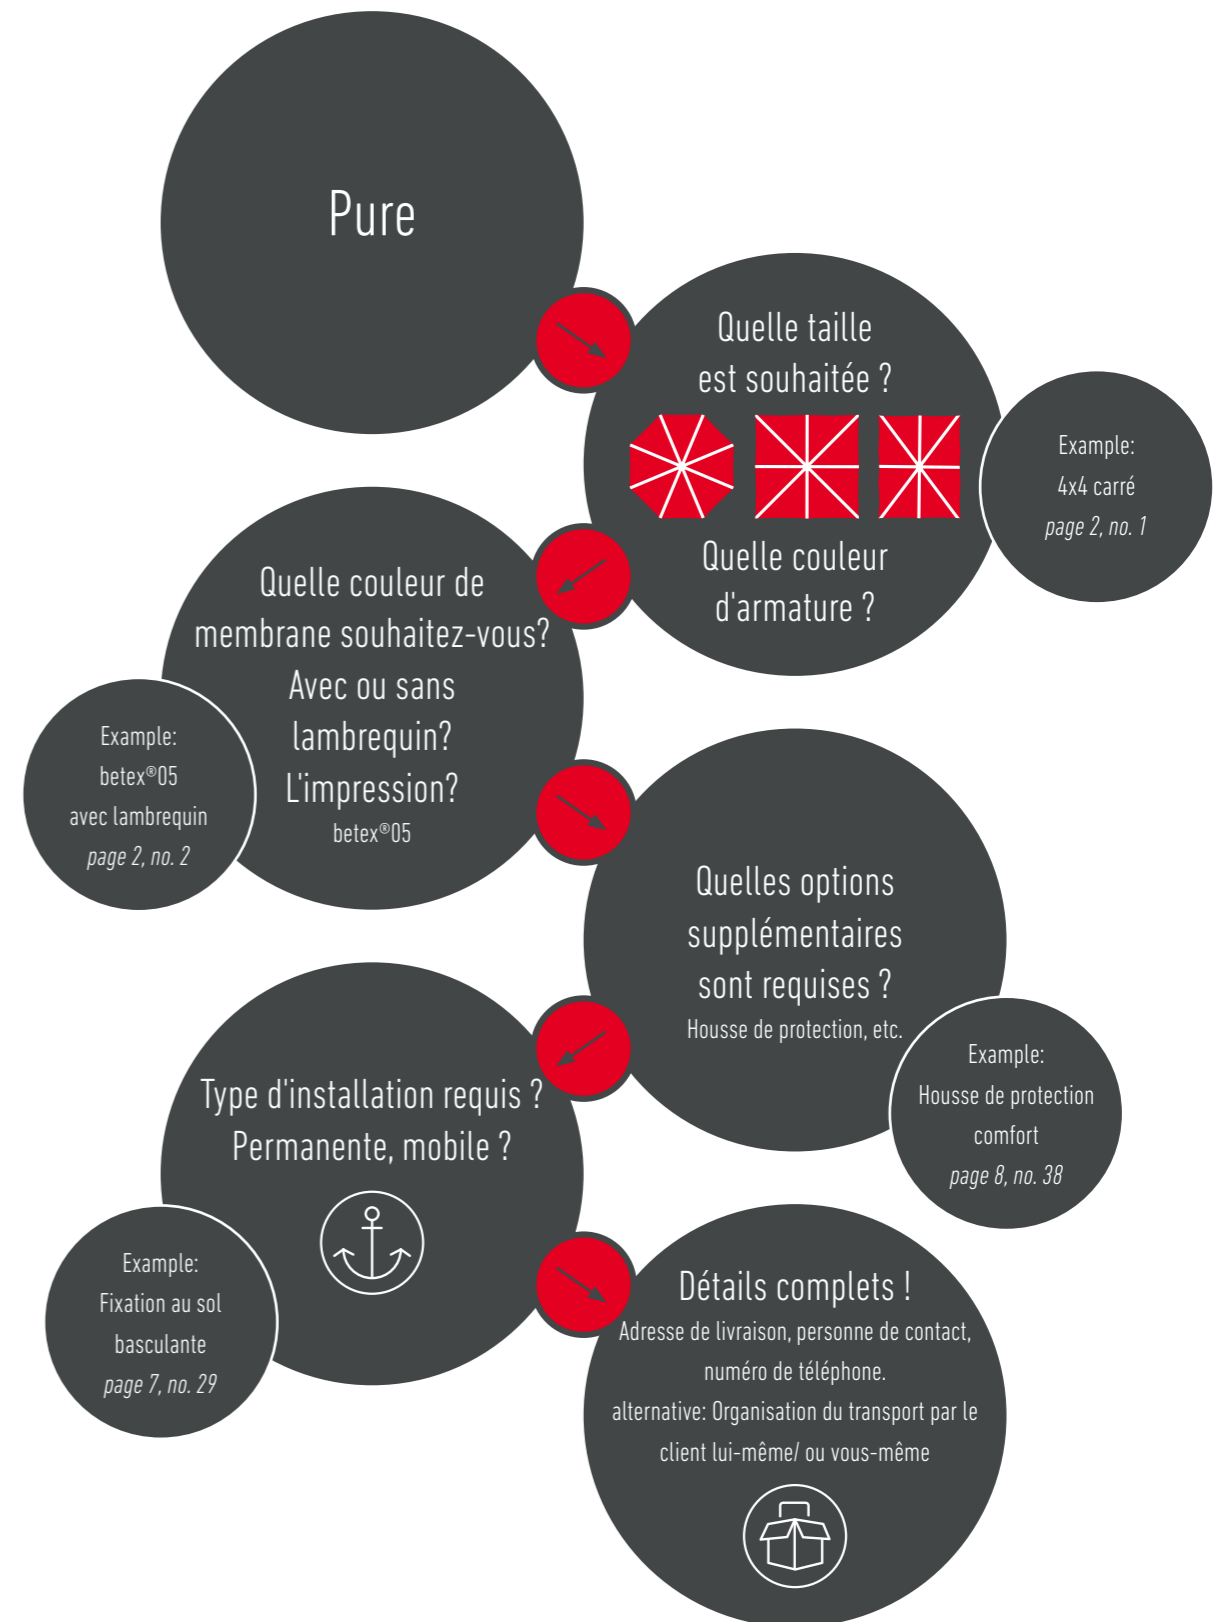 Pure
Quelle taille
est souhaitée ?
Quelle couleur
d'armature ?
Example:
4x4 carré
page 2, no. 1
Quelle couleur de
membrane souhaitez-vous?
Avec ou sans
lambrequin?
L'impression?
betex®05
Example:
betex®05
avec lambrequin
page 2, no. 2
Quelles options
supplémentaires
sont requises ?
Housse de protection, etc.
Example:
Housse de protection
comfort
page 8, no. 38
Type d'installation requis ?
Permanente, mobile ?
Example:
Fixation au sol
basculante
page 7, no. 29
Détails complets !
Adresse de livraison, personne de contact,
numéro de téléphone.
alternative: Organisation du transport par le
client lui-même/ ou vous-même